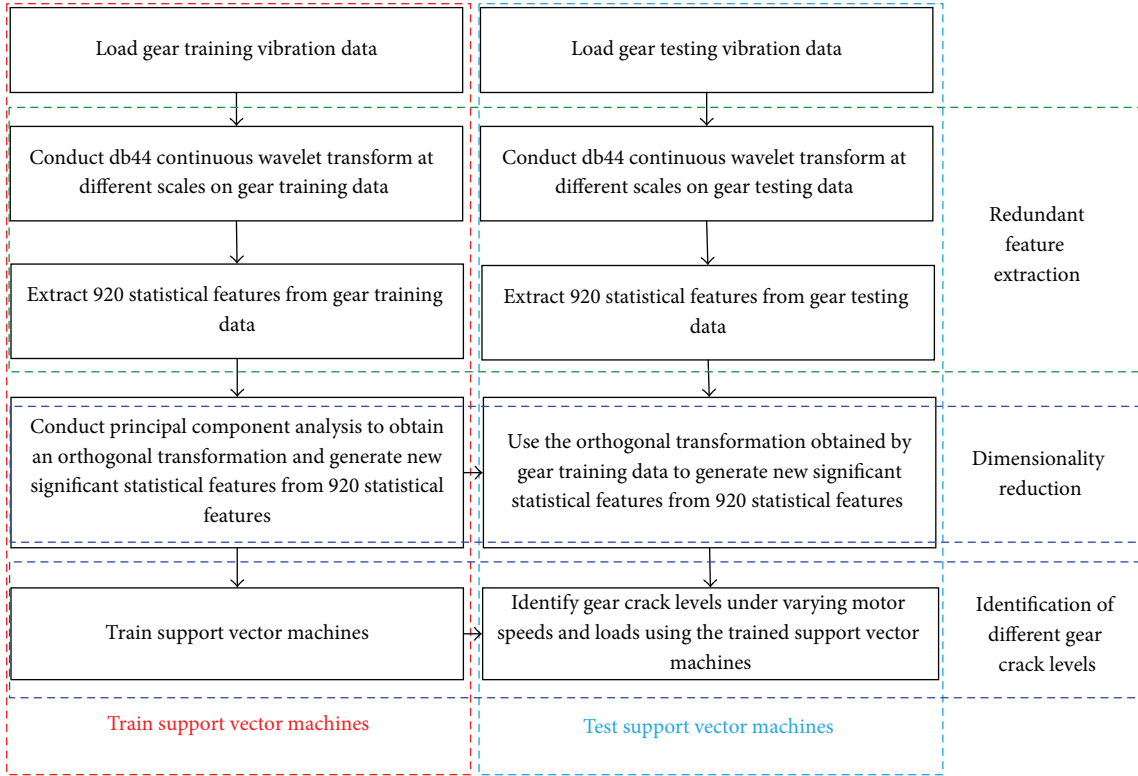 Load gear training vibration data
Load gear testing vibration data
Conduct db44 continuous wavelet transform at
different scales on gear training data
Conduct db44 continuous wavelet transform at
different scales on gear testing data
Redundant
feature
extraction
Extract 920 statistical features from gear training
data
Extract 920 statistical features from gear testing
data
Conduct principal component analysis to obtain
an orthogonal transformation and generate new
significant statistical features from 920 statistical
features
Use the orthogonal transformation obtained by
gear training data to generate new significant
statistical features from 920 statistical features
Dimensionality
reduction
Train support vector machines
Identify gear crack levels under varying motor
speeds and loads using the trained support vector
machines
Identification of
different gear
crack levels
Train support vector machines
Test support vector machines